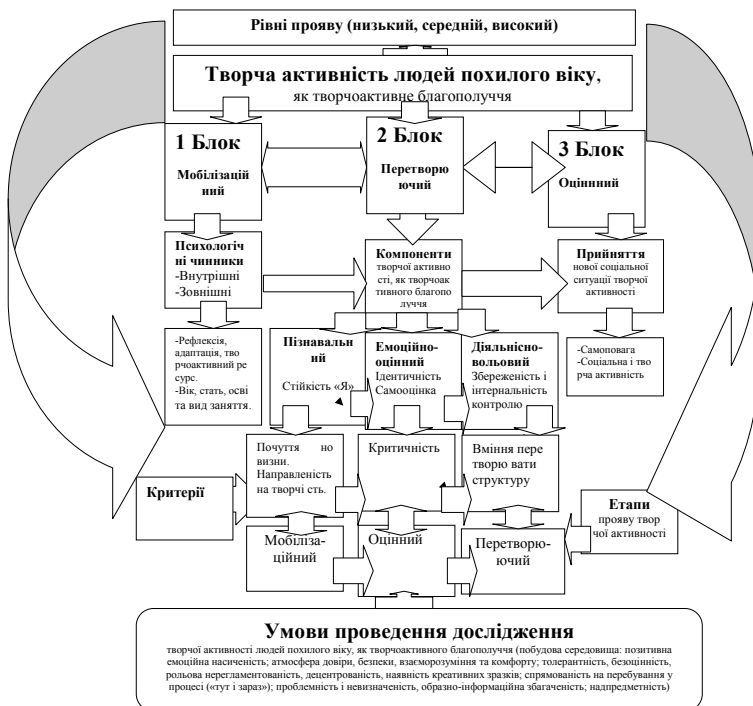 Рівні прояву (низький, середній, високий)
Творча активність людей похилого віку,
як творчоактивне благополуччя
1 Блок
Мобілізацій
иний
2 Блок
Перетворю
ючий
3 Блок
Оціннний
Психологіч
ні чинники
-Внутрішні
-Зовнішні
Компоненти
творчої активно
сті, як творчоак
тивного благопо
луччя
Прийняття
нової соціальної
ситуації творчої
активності
-Рефлексія,
адаптація, тво
рчоактивний ре
сурс.
-Вік, стать, осві
та вид заняття.
Пізнавальн
ий
Стійкість «Я»
Емоційно-
оцінний
Ідентичність
Самооцінка
Діяльнісно-
вольовий
Збереженість і
інтернальність
контролю
-Самоповага
-Соціальна і тво
рча активність
Критерії
Почуття но
визни.
Направленість
на творчі сть.
Критичність
Вміння пере
творю вати
структуру
Етапи
прояву твор
чої активності
Мобіліза-
ційний
Оцінний
Перетворю-
ючий
Умови проведення дослідження
творчої активності людей похилого віку, як творчоактивне благополуччя (побудова середовища: позитивна
емоційна насиченість; атмосфера довіри, безпеки, взаєморозуміння та комфорту; толерантність, безоцінність,
рольова нерегламентованість, децентрованість, наявність креативних зразків; спрямованість на перебування у
процесі («тут і зараз»); проблемність і невизначеність, образно-інформаційна збагаченість; надпредметність)